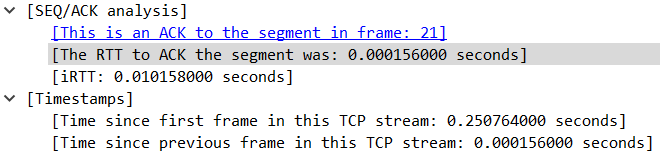 [SEQ/ACK analysis]
[This is an ACK to the segment in frame: 21]
[The RTT to ACK the segment was: 0.000156000 seconds]
[iRTT: 0.010158000 seconds]
[Timestamps]
[Time since first frame in this TCP stream: 0.250764000 seconds]
[Time since previous frame in this TCP stream: 0.000156000 seconds]